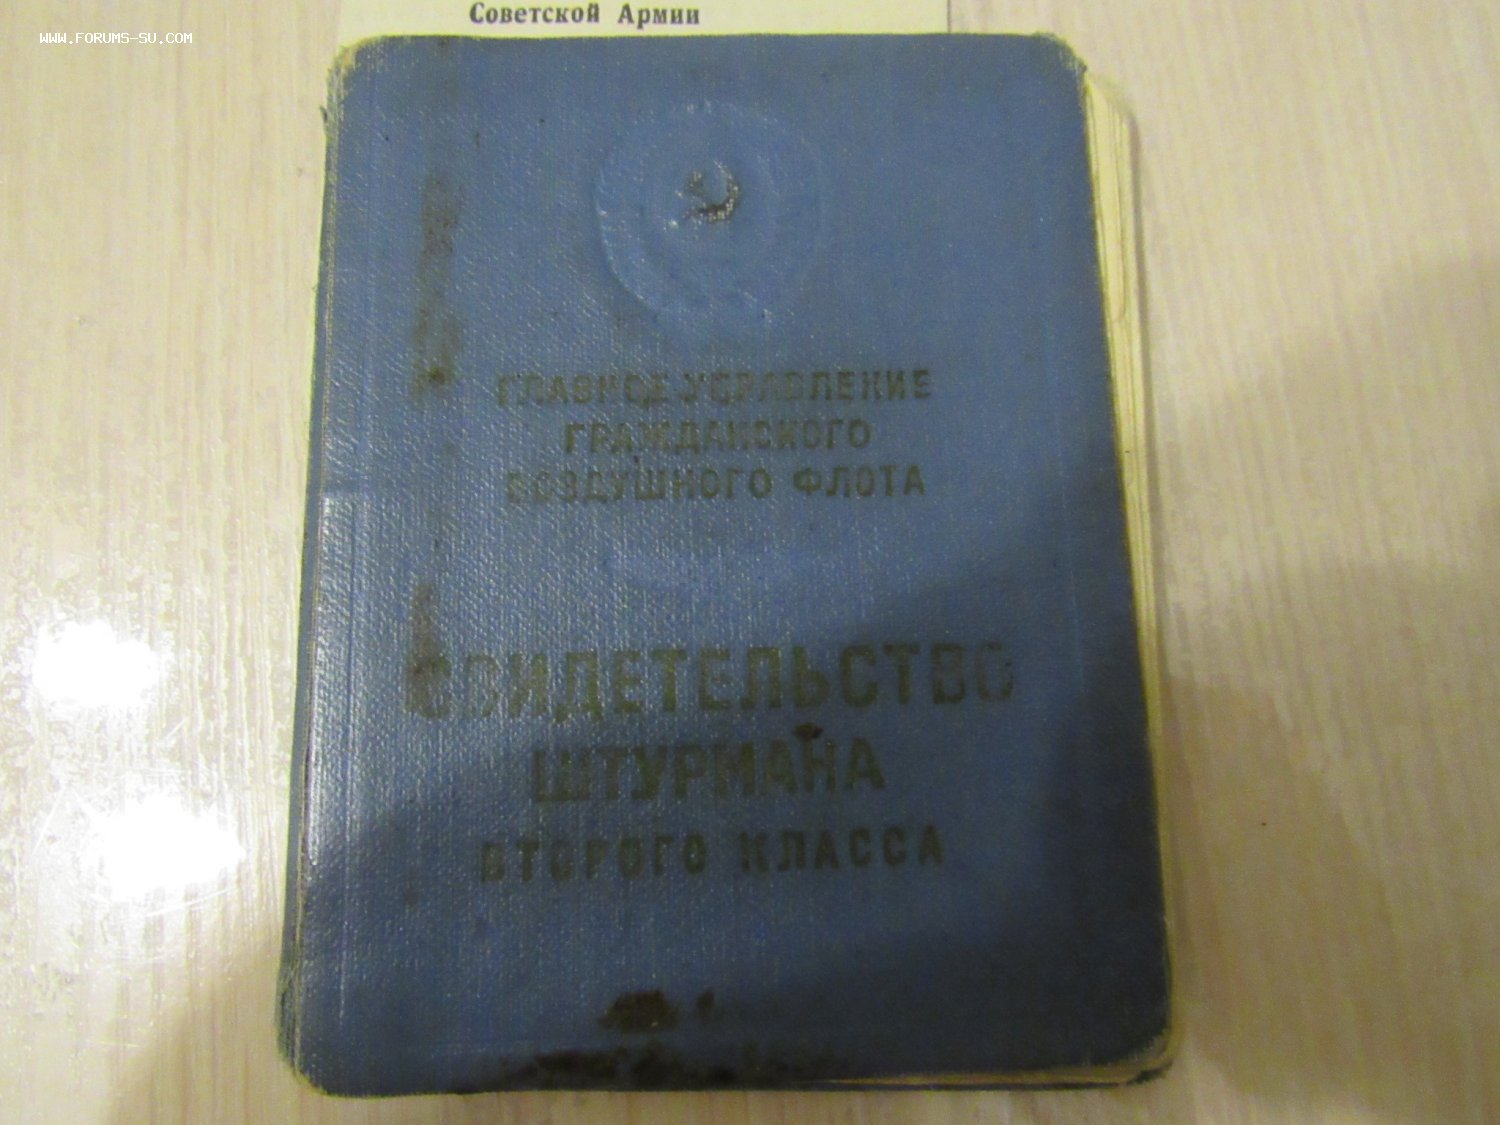 Советской Армии
WWW.FORUMS-SU.COM
ГЛАВНОЕ УПРАВЛЕНИЕ
ГРАЖДАНСКОГО
ВОЗДУШНОГО ФЛОТА
СВИДЕТЕЛЬСТВО
ШТУРМАНА
ВТОРОГО КЛАССА